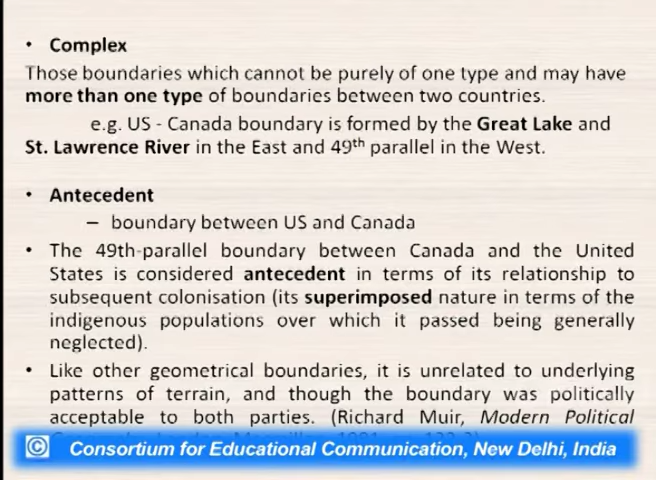 • Complex
Those boundaries which cannot be purely of one type and may have
more than one type of boundaries between two countries.
e.g. US - Canada boundary is formed by the Great Lake and
St. Lawrence River in the East and 49th parallel in the West.
• Antecedent
– boundary between US and Canada
• The 49th-parallel boundary between Canada and the United
States is considered antecedent in terms of its relationship to
subsequent colonisation (its superimposed nature in terms of the
indigenous populations over which it passed being generally
neglected).
• Like other geometrical boundaries, it is unrelated to underlying
patterns of terrain, and though the boundary was politically
acceptable to both parties. (Richard Muir, Modern Political
© Consortium for Educational Communication, New Delhi, India